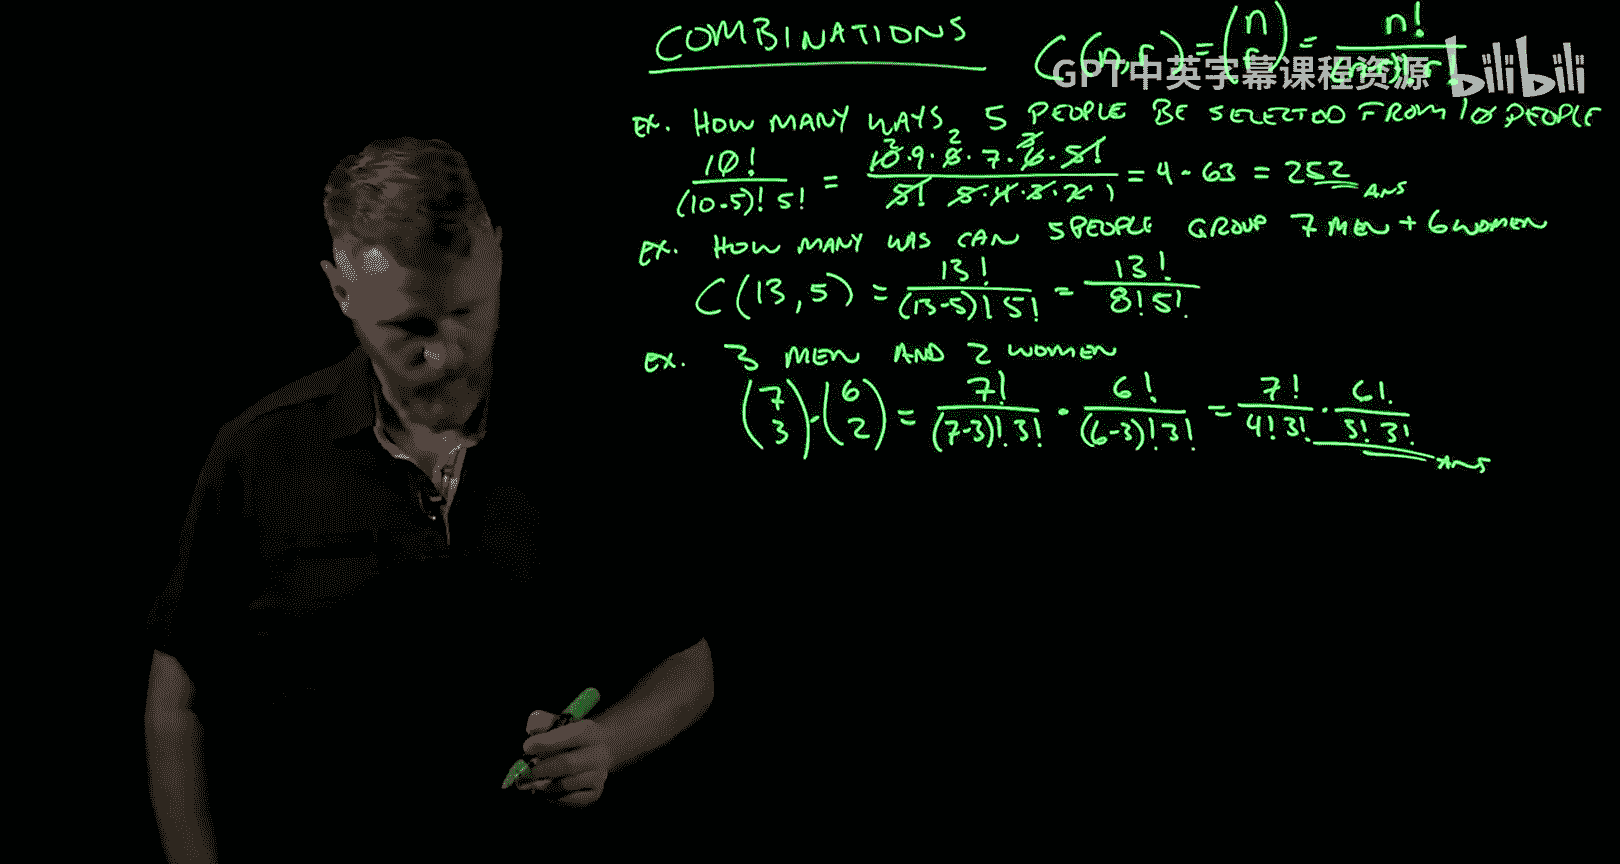 COMBINATIONS C(n,r) = (n r) = n! / (n-r)! r!
GPT中英字幕课程资源 bilibili
EX. HOW MANY WAYS, 5 PEOPLE BE SELECTED FROM 10 PEOPLE
10! / (10-5)! 5! = 10·9·8·7·6·5! / 5! 5·4·3·2·1 = 4·63 = 252 ANS
2 2 2
EX. HOW MANY WAS CAN 5 PEOPLE GROUP 7 MEN + 6 WOMEN
C(13,5) = 13! / (13-5)! 5! = 13! / 8! 5!
EX. 3 MEN AND 2 WOMEN
(7 3)·(6 2) = 7! / (7-3)! 3! · 6! / (6-3)! 3! = 7! / 4! 3! · 6! / 3! 3! ANS